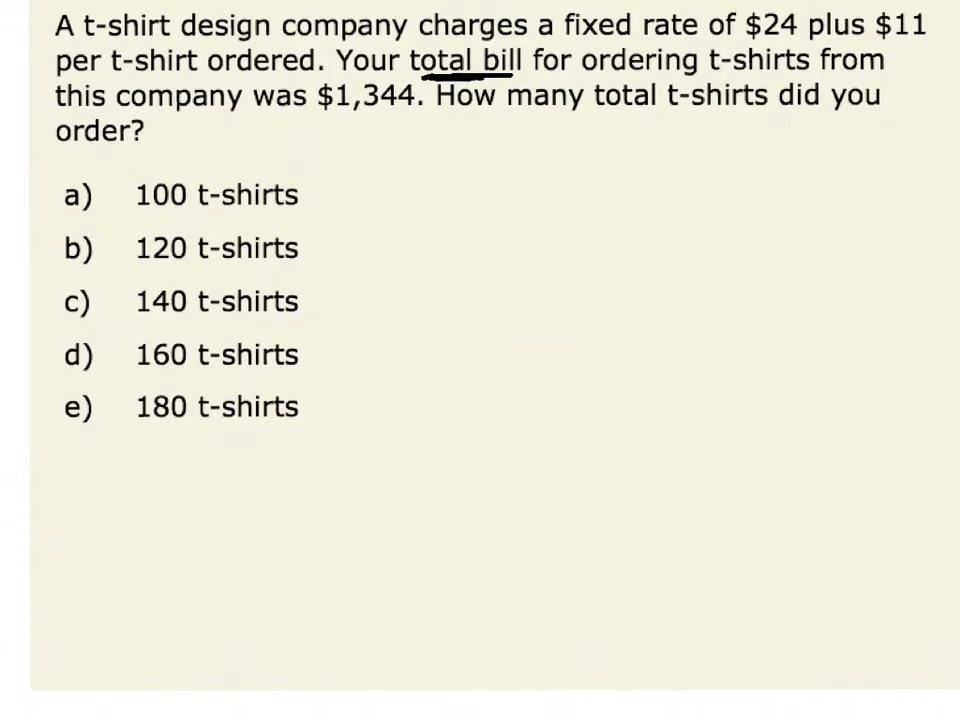 A t-shirt design company charges a fixed rate of $24 plus $11
per t-shirt ordered. Your total bill for ordering t-shirts from
this company was $1,344. How many total t-shirts did you
order?
a) 100 t-shirts
b) 120 t-shirts
c) 140 t-shirts
d) 160 t-shirts
e) 180 t-shirts